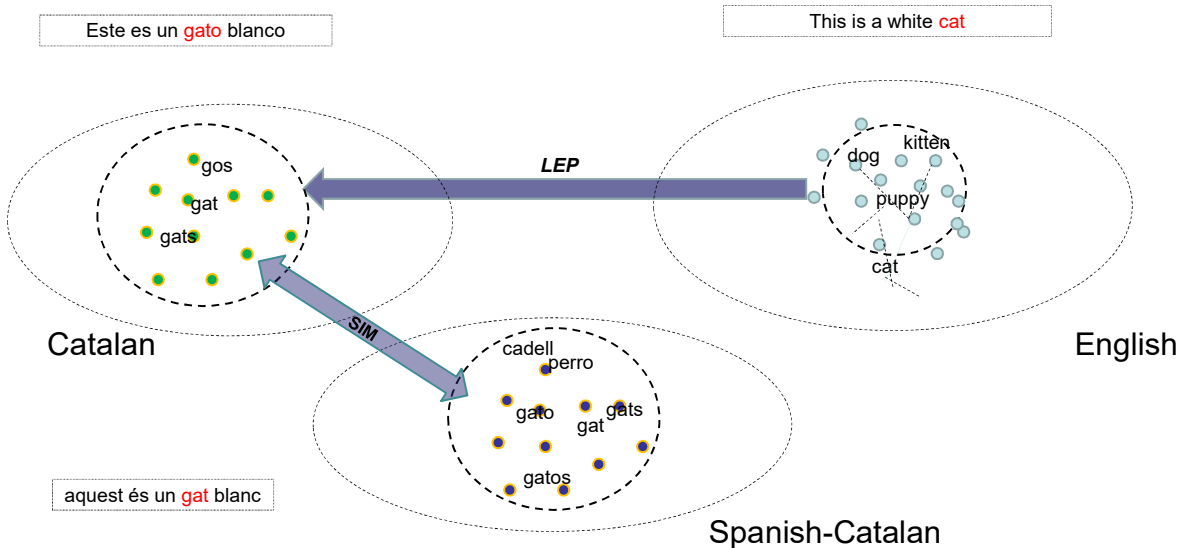 Este es un gato blanco
This is a white cat
gos
gat
gats
LEP
kitten
dog
puppy
cat
Catalan
SIM
English
cadell
perro
gato
gats
gat
gatos
aquest és un gat blanc
Spanish-Catalan